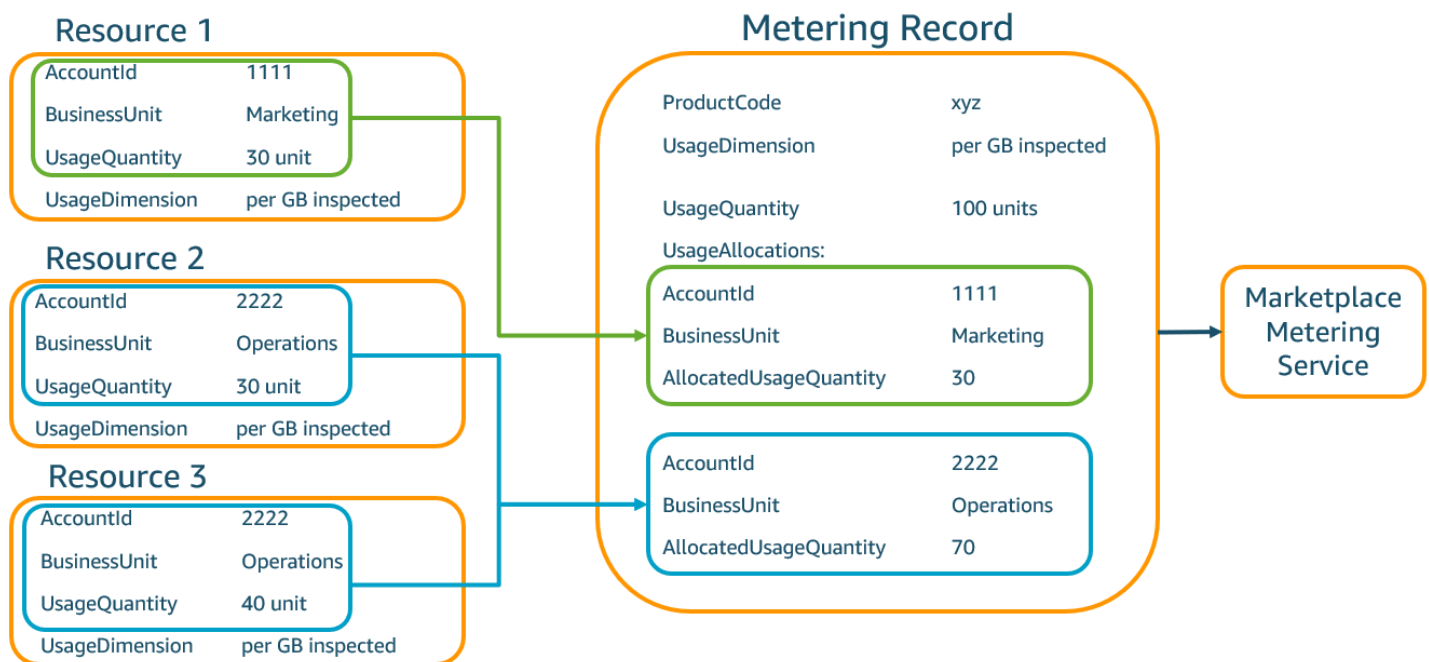 Resource 1
AccountId 1111
BusinessUnit Marketing
UsageQuantity 30 unit
UsageDimension per GB inspected
Resource 2
AccountId 2222
BusinessUnit Operations
UsageQuantity 30 unit
UsageDimension per GB inspected
Resource 3
AccountId 2222
BusinessUnit Operations
UsageQuantity 40 unit
UsageDimension per GB inspected
Metering Record
ProductCode xyz
UsageDimension per GB inspected
UsageQuantity 100 units
UsageAllocations:
AccountId 1111
BusinessUnit Marketing
AllocatedUsageQuantity 30
AccountId 2222
BusinessUnit Operations
AllocatedUsageQuantity 70
Marketplace
Metering
Service